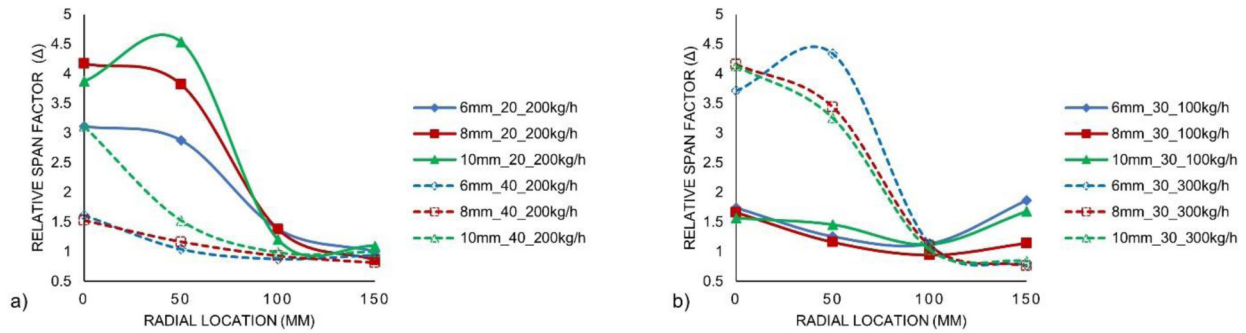 RELATIVE SPAN FACTOR (Δ)
5
4.5
4
3.5
3
2.5
2
1.5
1
0.5
0
50
100
150
RADIAL LOCATION (MM)
a)
6mm_20_200kg/h
8mm_20_200kg/h
10mm_20_200kg/h
6mm_40_200kg/h
8mm_40_200kg/h
10mm_40_200kg/h
RELATIVE SPAN FACTOR (Δ)
5
4.5
4
3.5
3
2.5
2
1.5
1
0.5
0
50
100
150
RADIAL LOCATION (MM)
b)
6mm_30_100kg/h
8mm_30_100kg/h
10mm_30_100kg/h
6mm_30_300kg/h
8mm_30_300kg/h
10mm_30_300kg/h